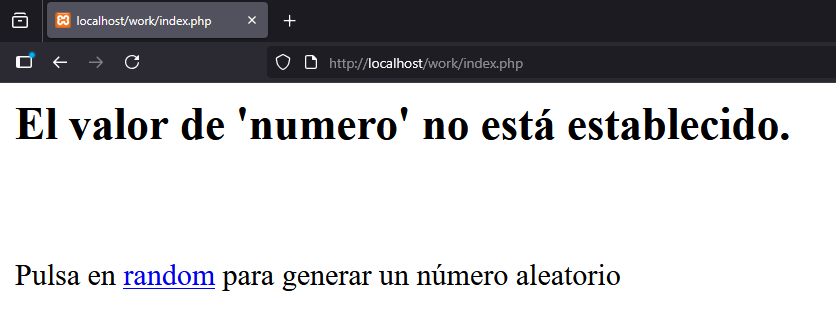 localhost/work/index.php
http://localhost/work/index.php
El valor de 'numero' no está establecido.
Pulsa en random para generar un número aleatorio